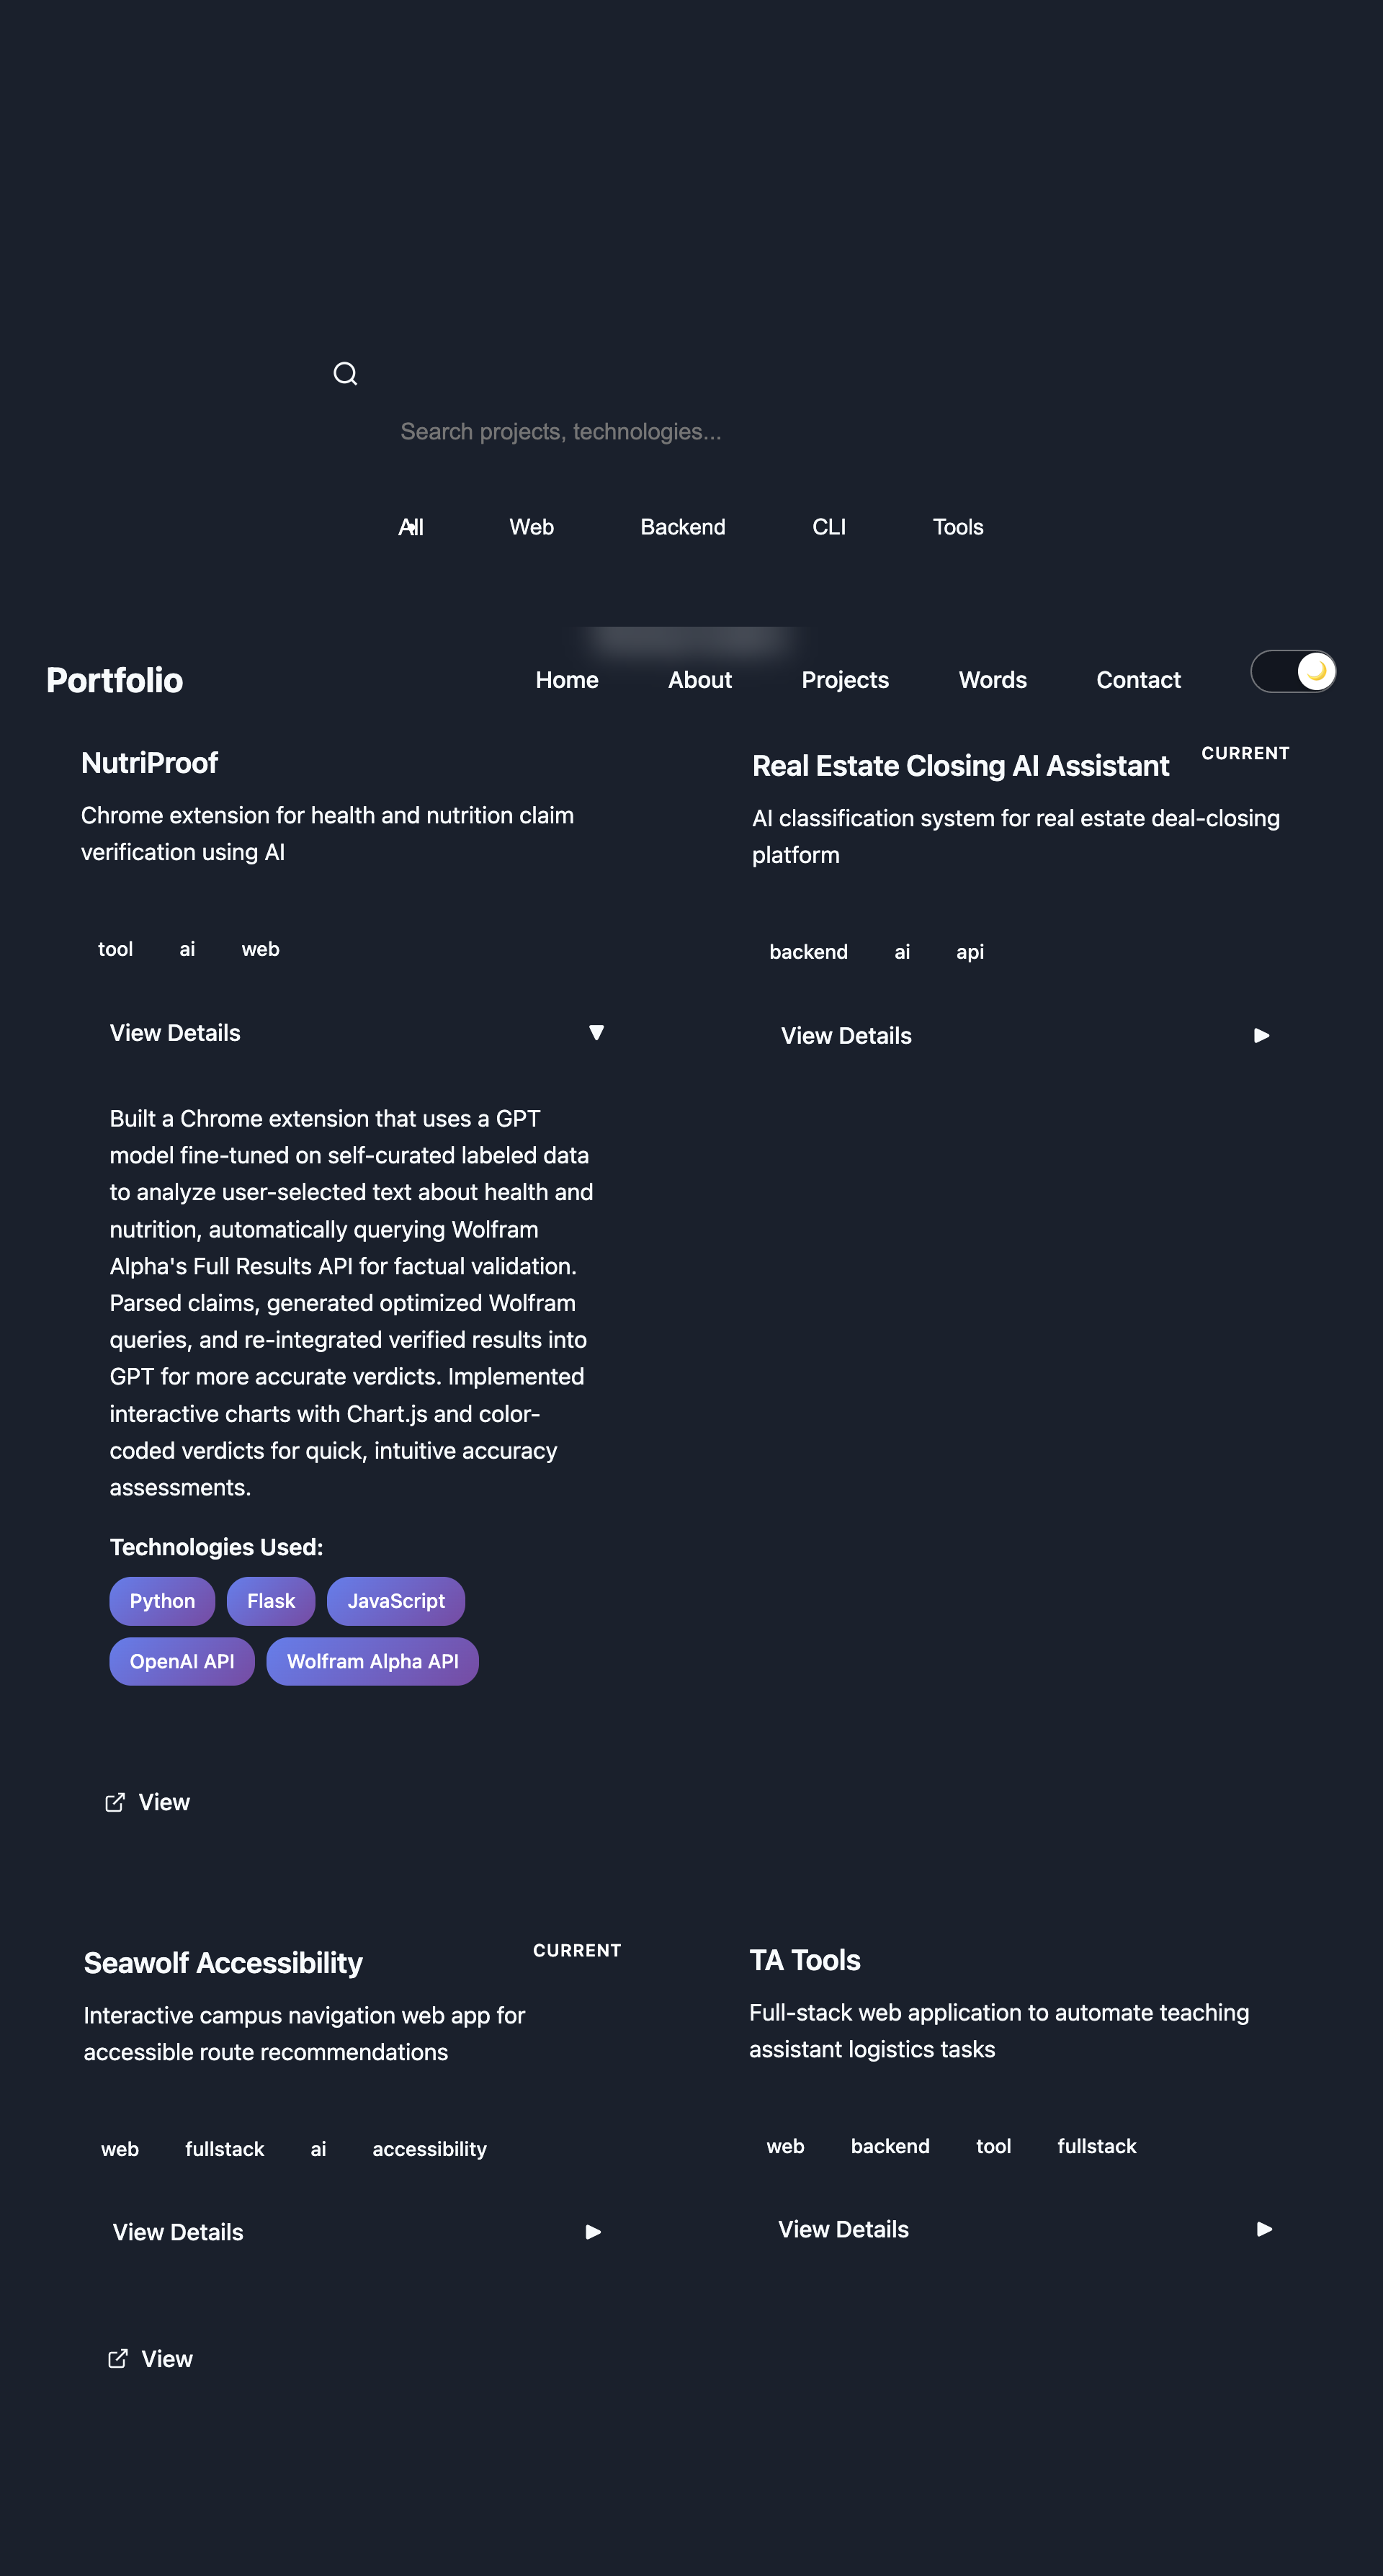 Search projects, technologies...
All Web Backend CLI Tools
Portfolio Home About Projects Words Contact
NutriProof
Chrome extension for health and nutrition claim
verification using AI
tool ai web
View Details
Built a Chrome extension that uses a GPT
model fine-tuned on self-curated labeled data
to analyze user-selected text about health and
nutrition, automatically querying Wolfram
Alpha's Full Results API for factual validation.
Parsed claims, generated optimized Wolfram
queries, and re-integrated verified results into
GPT for more accurate verdicts. Implemented
interactive charts with Chart.js and color-
coded verdicts for quick, intuitive accuracy
assessments.
Technologies Used:
Python Flask JavaScript
OpenAI API Wolfram Alpha API
View
Real Estate Closing AI Assistant CURRENT
AI classification system for real estate deal-closing
platform
backend ai api
View Details
Seawolf Accessibility CURRENT
Interactive campus navigation web app for
accessible route recommendations
web fullstack ai accessibility
View Details
View
TA Tools
Full-stack web application to automate teaching
assistant logistics tasks
web backend tool fullstack
View Details